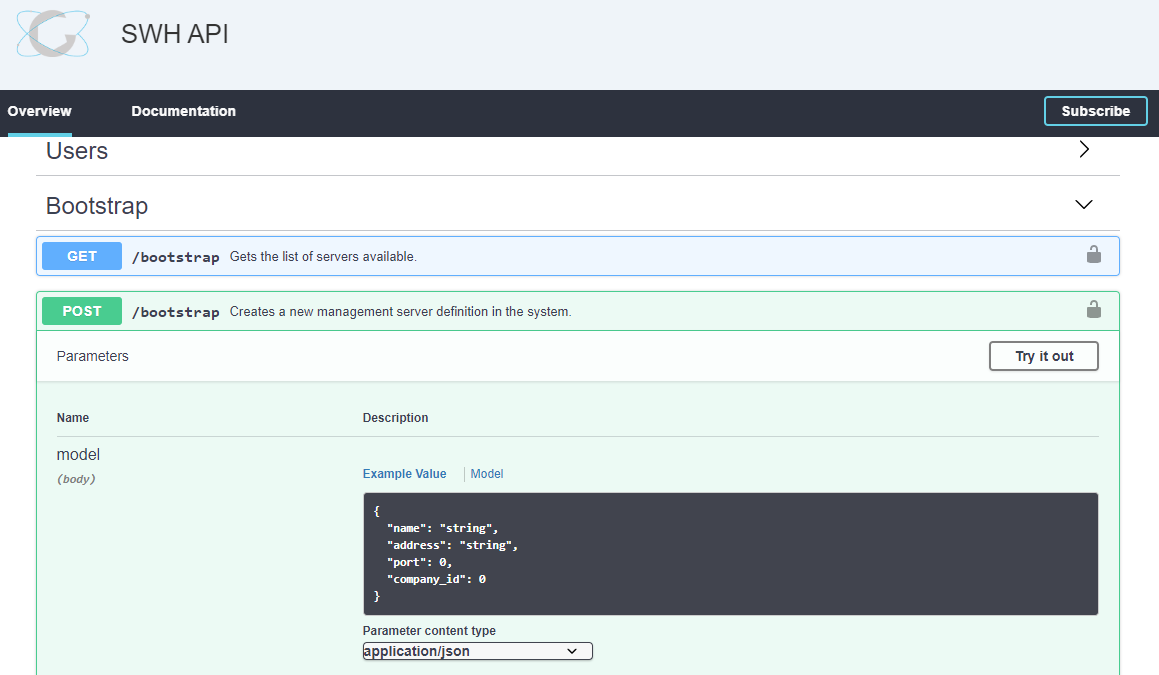 SWH API
Overview Documentation Subscribe
Users
Bootstrap
GET /bootstrap Gets the list of servers available.
POST /bootstrap Creates a new management server definition in the system.
Parameters Try it out
Name Description
model
(body)
Example Value Model
{
"name": "string",
"address": "string",
"port": 0,
"company_id": 0
}
Parameter content type
application/json